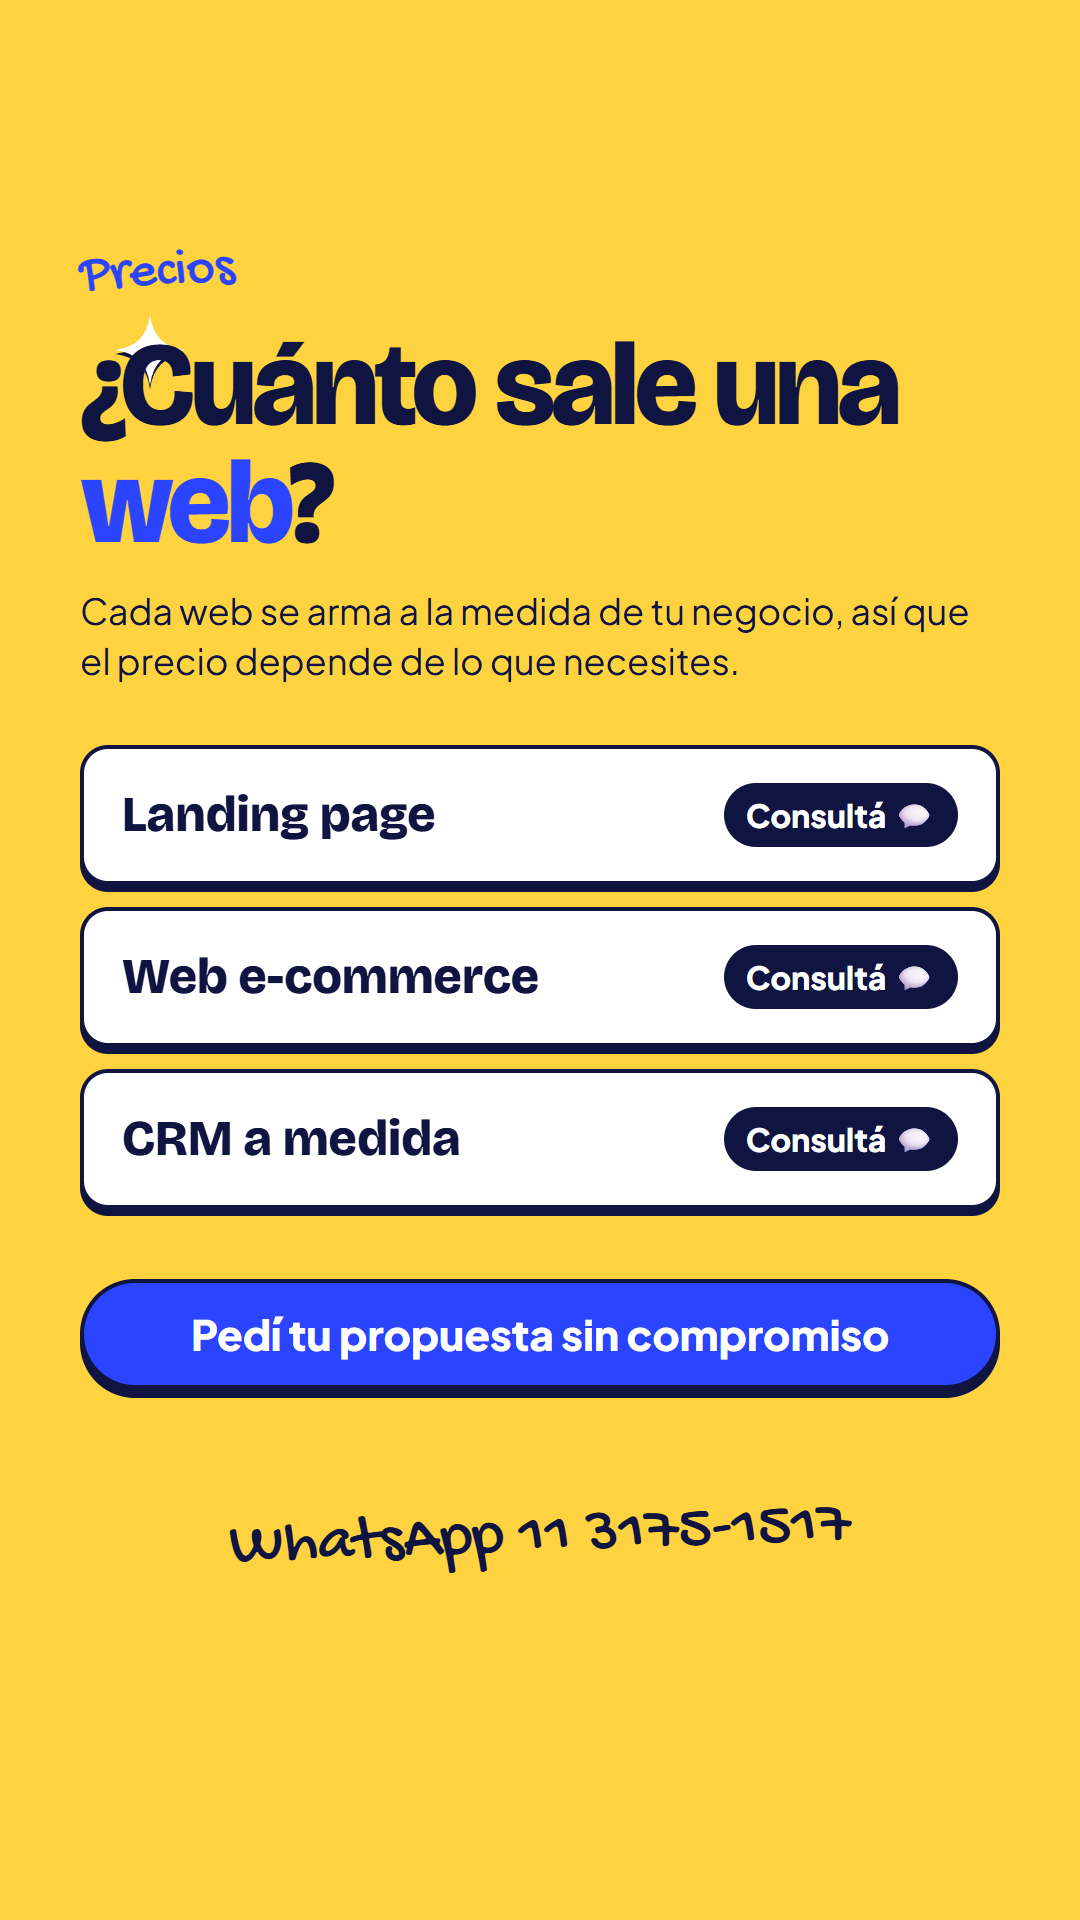 Precios
¿Cuánto sale una
web?
Cada web se arma a la medida de tu negocio, así que
el precio depende de lo que necesites.
Landing page
Consultá 💬
Web e-commerce
Consultá 💬
CRM a medida
Consultá 💬
Pedí tu propuesta sin compromiso
WhatsApp 11 3175-1517